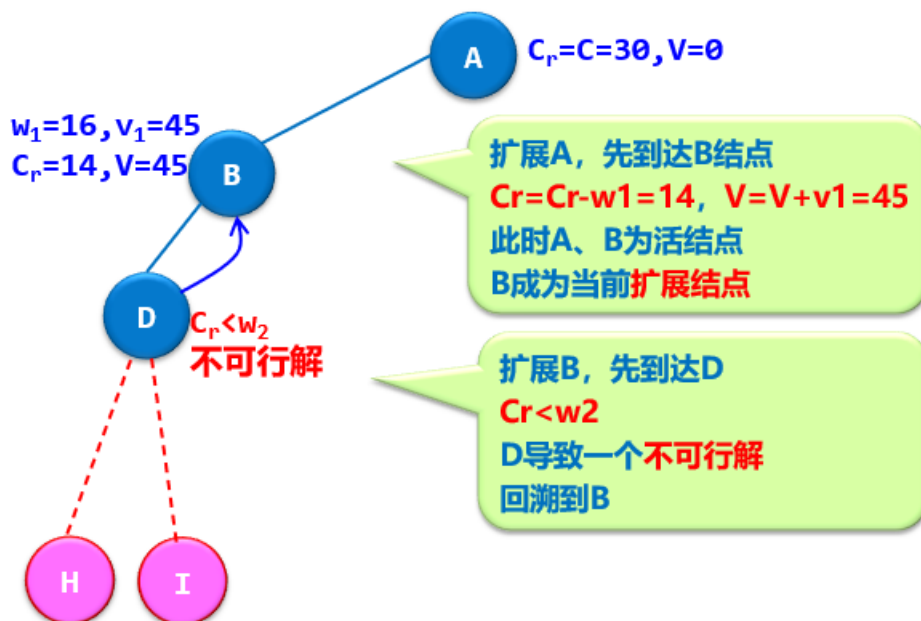 A
Cᵣ=C=30,V=0
w₁=16,v₁=45
Cᵣ=14,V=45
B
扩展A，先到达B结点
Cr=Cr-w1=14，V=V+v1=45
此时A、B为活结点
B成为当前扩展结点
D
Cᵣ<w₂
不可行解
扩展B，先到达D
Cr<w2
D导致一个不可行解
回溯到B
H
I